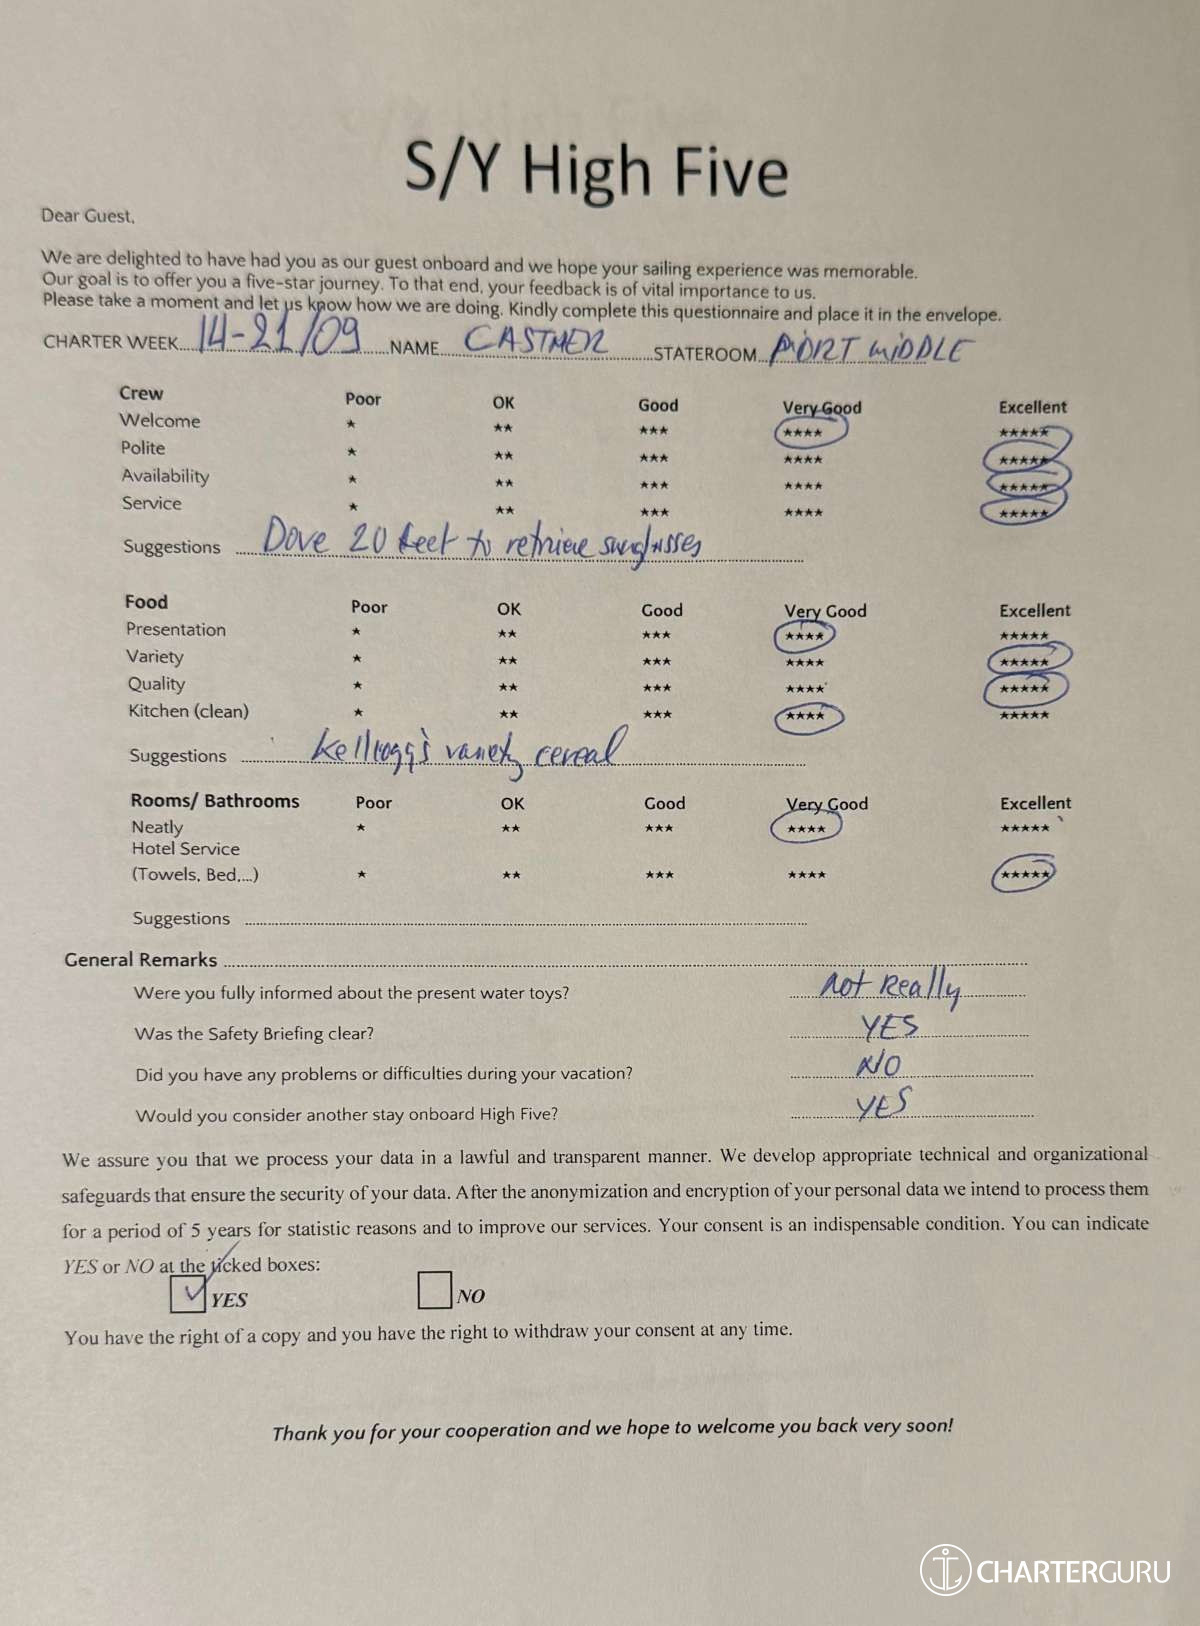 S/Y High Five
Dear Guest,
We are delighted to have had you as our guest onboard and we hope your sailing experience was memorable.
Our goal is to offer you a five-star journey. To that end, your feedback is of vital importance to us.
Please take a moment and let us know how we are doing. Kindly complete this questionnaire and place it in the envelope.
CHARTER WEEK 14-21/09 NAME CASTNER STATEROOM PORT MIDDLE
Crew Poor OK Good Very Good Excellent
Welcome ★ ★★ ★★★ ★★★★ ★★★★★
Polite ★ ★★ ★★★ ★★★★ ★★★★★
Availability ★ ★★ ★★★ ★★★★ ★★★★★
Service ★ ★★ ★★★ ★★★★ ★★★★★
Suggestions Dove 20 feet to retrieve sunglasses
Food Poor OK Good Very Good Excellent
Presentation ★ ★★ ★★★ ★★★★ ★★★★★
Variety ★ ★★ ★★★ ★★★★ ★★★★★
Quality ★ ★★ ★★★ ★★★★ ★★★★★
Kitchen (clean) ★ ★★ ★★★ ★★★★ ★★★★★
Suggestions Kellogg's variety cereal
Rooms/ Bathrooms Poor OK Good Very Good Excellent
Neatly ★ ★★ ★★★ ★★★★ ★★★★★
Hotel Service
(Towels, Bed,...) ★ ★★ ★★★ ★★★★ ★★★★★
Suggestions
General Remarks
Were you fully informed about the present water toys? Not Really
Was the Safety Briefing clear? YES
Did you have any problems or difficulties during your vacation? NO
Would you consider another stay onboard High Five? YES
We assure you that we process your data in a lawful and transparent manner. We develop appropriate technical and organizational
safeguards that ensure the security of your data. After the anonymization and encryption of your personal data we intend to process them
for a period of 5 years for statistic reasons and to improve our services. Your consent is an indispensable condition. You can indicate
YES or NO at the ticked boxes:
YES NO
You have the right of a copy and you have the right to withdraw your consent at any time.
Thank you for your cooperation and we hope to welcome you back very soon!
CHARTERGURU